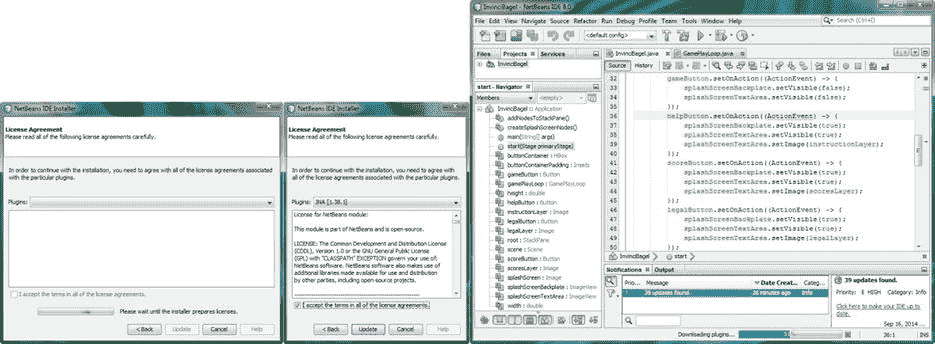 NetBeans IDE Installer
License Agreement
Please read all of the following license agreements carefully.
In order to continue with the installation, you need to agree with all of the license agreements associated with the particular plugins.
Plugins:
I accept the terms in all of the license agreements.
Please wait until the installer prepares licenses.
< Back
Update
Cancel
Help
NetBeans IDE Installer
License Agreement
Please read all of the following license agreements carefully.
In order to continue with the installation, you need to agree with all of the license agreements associated with the particular plugins.
Plugins: JNA [1.38.1]
License for NetBeans module:
This module is part of NetBeans and is open-source.
LICENSE: The Common Development and Distribution License
(CDDL), Version 1.0 or the GNU General Public License
(GPL) with "CLASSPATH" EXCEPTION govern your use of
NetBeans software. NetBeans software also makes use of
additional libraries made available for use and distribution
by other parties, including open-source projects.
I accept the terms in all of the license agreements.
< Back
Update
Cancel
Help
InvinciBagel - NetBeans IDE 8.0
File Edit View Navigate Source Refactor Run Debug Profile Team Tools Window Help
Search (Ctrl+I)
<default config>
Files
Projects
Services
InvinciBagel
start - Navigator
Members
<empty>
InvinciBagel :: Application
addNodesToStackPane()
createSplashScreenNodes()
main(String[] args)
start(Stage primaryStage)
buttonContainer : HBox
buttonContainerPadding : Insets
gameButton : Button
gamePlayLoop : GamePlayLoop
height : double
helpButton : Button
instructionLayer : Image
legalButton : Button
legalLayer : Image
root : StackPane
scene : Scene
scoreButton : Button
scoresLayer : Image
splashScreen : Image
splashScreenBackplate : ImageView
splashScreenTextArea : ImageView
width : double
InvinciBagel.java
GamePlayLoop.java
Source
History
32 gameButton.setOnAction((ActionEvent) -> {
33 splashScreenBackplate.setVisible(false);
34 splashScreenTextArea.setVisible(false);
35 });
36 helpButton.setOnAction((ActionEvent) -> {
37 splashScreenBackplate.setVisible(true);
38 splashScreenTextArea.setVisible(true);
39 splashScreenTextArea.setImage(instructionLayer);
40 });
41 scoreButton.setOnAction((ActionEvent) -> {
42 splashScreenBackplate.setVisible(true);
43 splashScreenTextArea.setVisible(true);
44 splashScreenTextArea.setImage(scoresLayer);
45 });
46 legalButton.setOnAction((ActionEvent) -> {
47 splashScreenBackplate.setVisible(true);
48 splashScreenTextArea.setVisible(true);
49 splashScreenTextArea.setImage(legalLayer);
50 });
InvinciBagel
start
Notifications
Output
Prio...
Message
Date Creat...
Categ...
39 updates found.
minutes ago
Info
39 updates found.
Priority: HIGH Category: Info
Click here to make your IDE up to date.
Sep 16, 2014
Downloading plugins...
36:1
INS